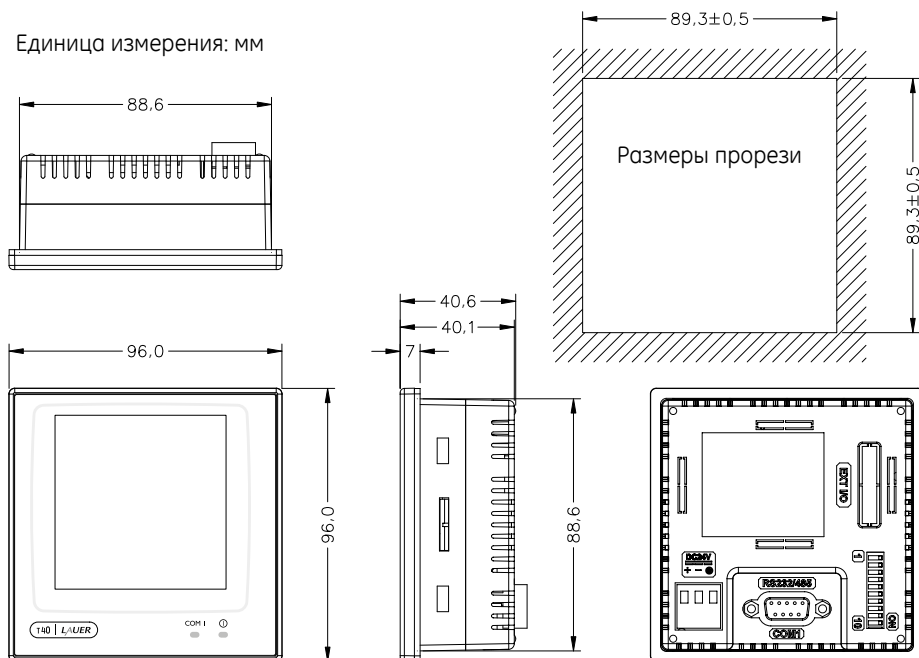 89,3±0,5
Единица измерения: мм
88,6
Размеры прорези
89,3±0,5
40,6
40,1
7
96,0
96,0
88,6
EXT I/O
DC24V
+ −
1
RS232/485
COM1
10
ON
T40 | LAUER
COM I